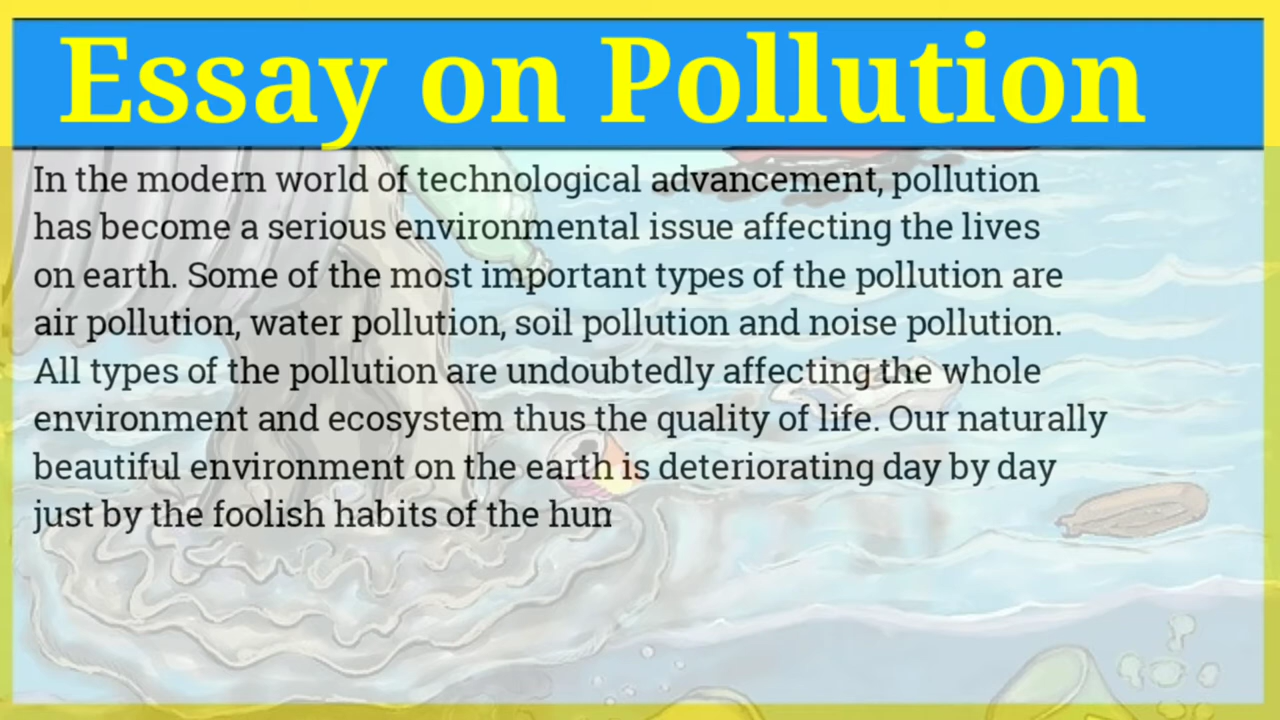 Essay on Pollution
In the modern world of technological advancement, pollution
has become a serious environmental issue affecting the lives
on earth. Some of the most important types of the pollution are
air pollution, water pollution, soil pollution and noise pollution.
All types of the pollution are undoubtedly affecting the whole
environment and ecosystem thus the quality of life. Our naturally
beautiful environment on the earth is deteriorating day by day
just by the foolish habits of the